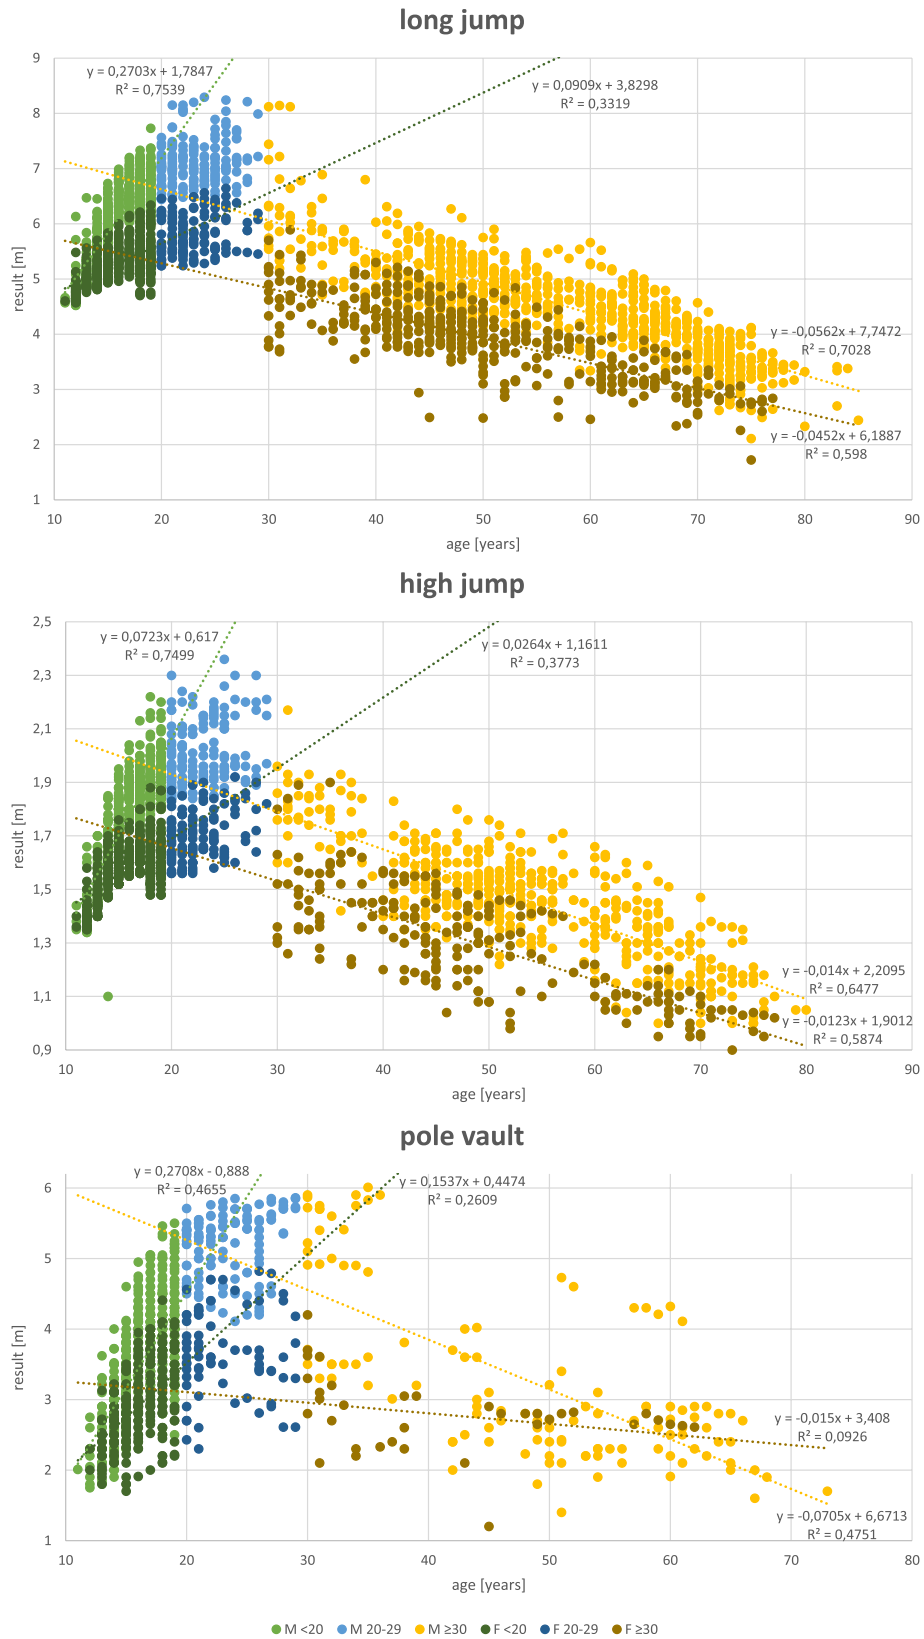 long jump
y = 0,2703x + 1,7847
R² = 0,7539
y = 0,0909x + 3,8298
R² = 0,3319
y = -0,0562x + 7,7472
R² = 0,7028
y = -0,0452x + 6,1887
R² = 0,598
result [m]
9
8
7
6
5
4
3
2
1
10 20 30 40 50 60 70 80 90
age [years]
high jump
y = 0,0723x + 0,617
R² = 0,7499
y = 0,0264x + 1,1611
R² = 0,3773
y = -0,014x + 2,2095
R² = 0,6477
y = -0,0123x + 1,9012
R² = 0,5874
result [m]
2,5
2,3
2,1
1,9
1,7
1,5
1,3
1,1
0,9
10 20 30 40 50 60 70 80 90
age [years]
pole vault
y = 0,2708x - 0,888
R² = 0,4655
y = 0,1537x + 0,4474
R² = 0,2609
y = -0,015x + 3,408
R² = 0,0926
y = -0,0705x + 6,6713
R² = 0,4751
result [m]
6
5
4
3
2
1
10 20 30 40 50 60 70 80
age [years]
M <20 M 20-29 M ≥30 F <20 F 20-29 F ≥30